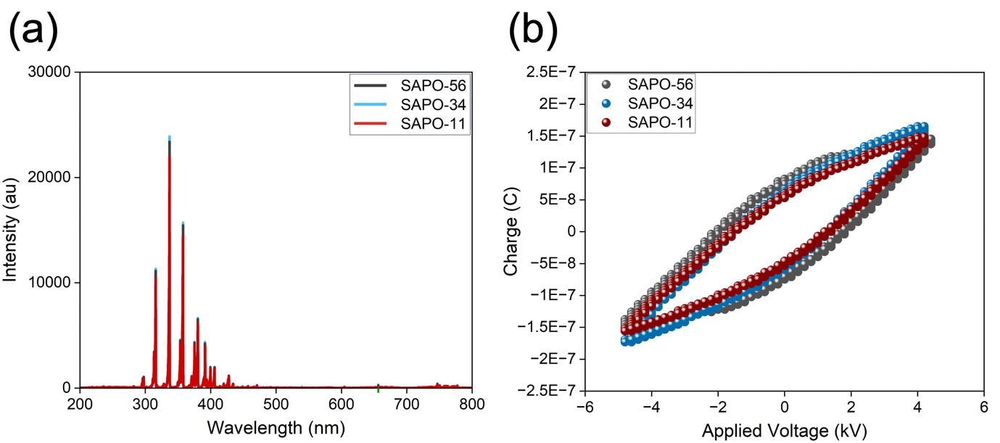 (a)
30000
20000
10000
0
200
300
400
500
600
700
800
Intensity (au)
Wavelength (nm)
SAPO-56
SAPO-34
SAPO-11
(b)
2.5E−7
2E−7
1.5E−7
1E−7
5E−8
0
−5E−8
−1E−7
−1.5E−7
−2E−7
−2.5E−7
−6
−4
−2
0
2
4
6
Charge (C)
Applied Voltage (kV)
SAPO-56
SAPO-34
SAPO-11